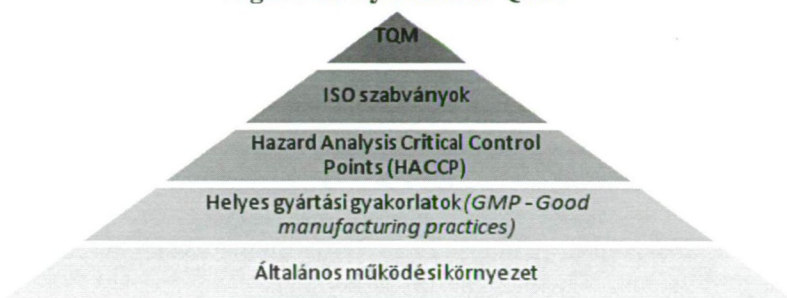 TQM
ISO szabványok
Hazard Analysis Critical Control
Points (HACCP)
Helyes gyártási gyakorlatok (GMP - Good
manufacturing practices)
Általános működési környezet